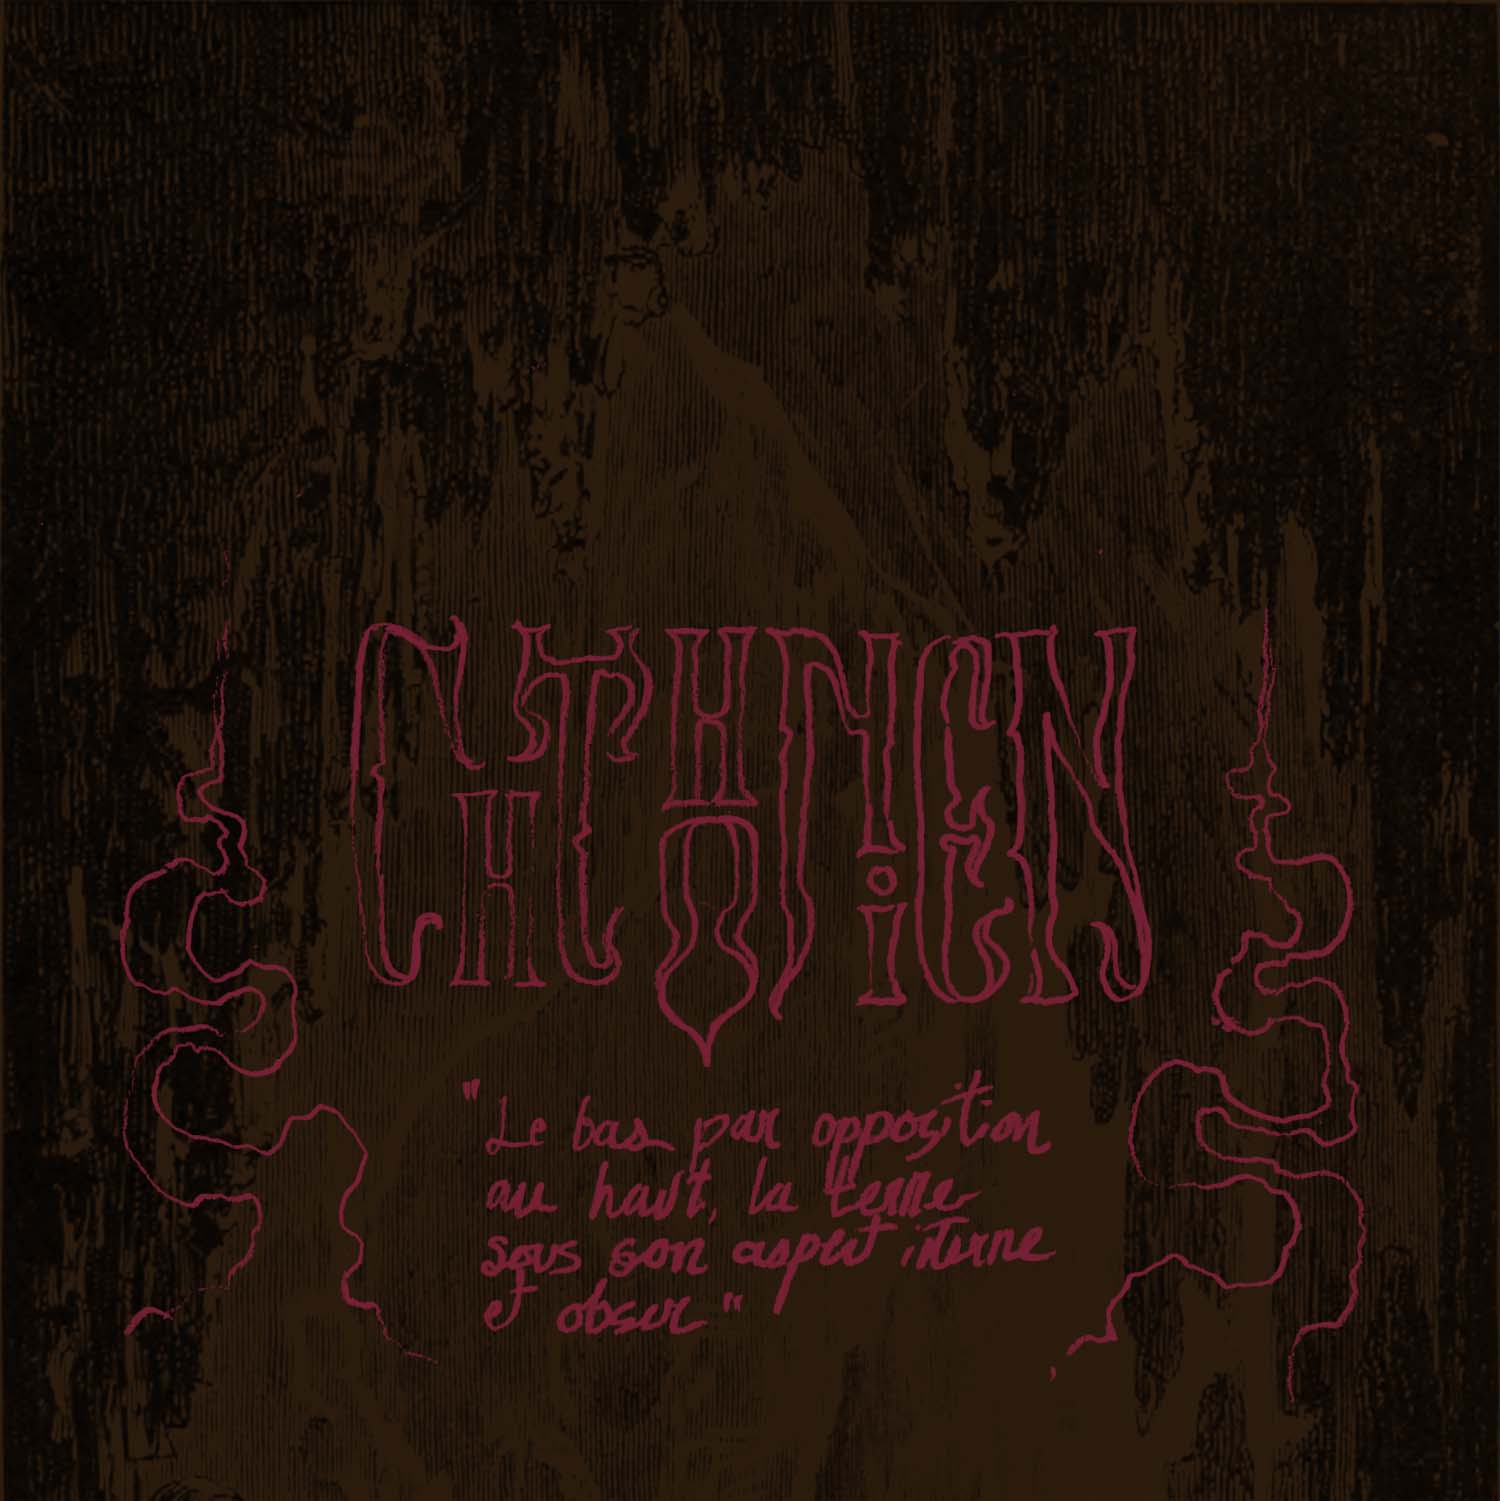 CHTHONiEN
"Le bas par opposition
au haut, la terre
sous son aspect interne
et obscur"